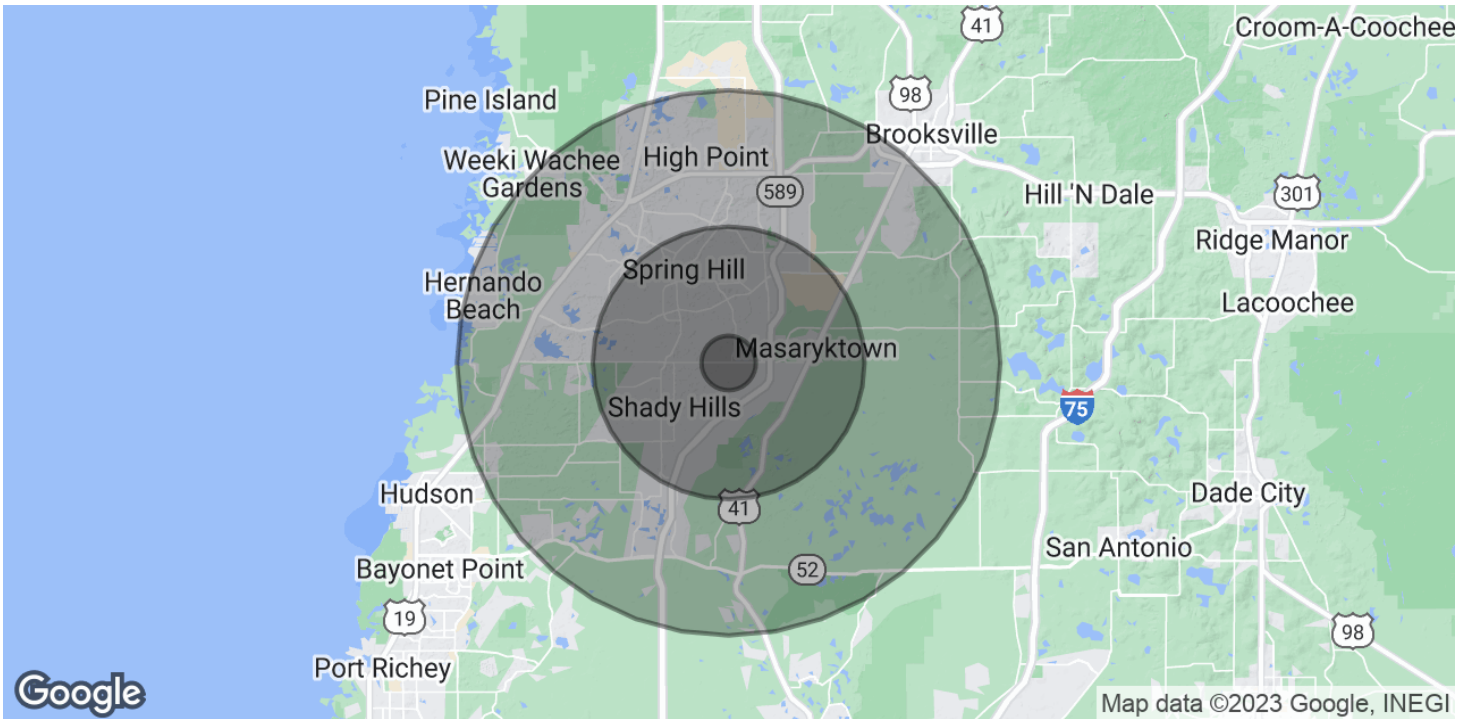 41
Croom-A-Coochee
98
Pine Island
Brooksville
High Point
Weeki Wachee
Gardens
589
Hill 'N Dale
301
Ridge Manor
Spring Hill
Hernando
Beach
Lacoochee
Masaryktown
Shady Hills
75
Hudson
Dade City
41
San Antonio
Bayonet Point
52
19
98
Port Richey
Google
Map data ©2023 Google, INEGI